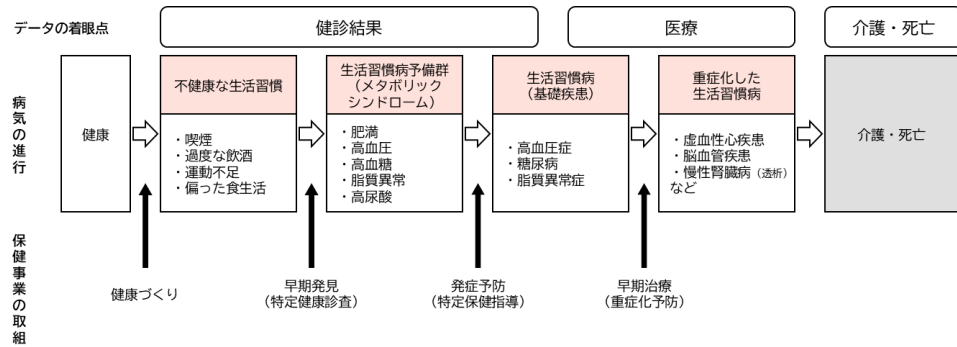 データの着眼点
健診結果
医療
介護・死亡
病気の進行
健康
不健康な生活習慣
・喫煙
・過度な飲酒
・運動不足
・偏った食生活
生活習慣病予備群
（メタボリック
シンドローム）
・肥満
・高血圧
・高血糖
・脂質異常
・高尿酸
生活習慣病
（基礎疾患）
・高血圧症
・糖尿病
・脂質異常症
重症化した
生活習慣病
・虚血性心疾患
・脳血管疾患
・慢性腎臓病（透析）
など
介護・死亡
保健事業の取組
健康づくり
早期発見
（特定健康診査）
発症予防
（特定保健指導）
早期治療
（重症化予防）